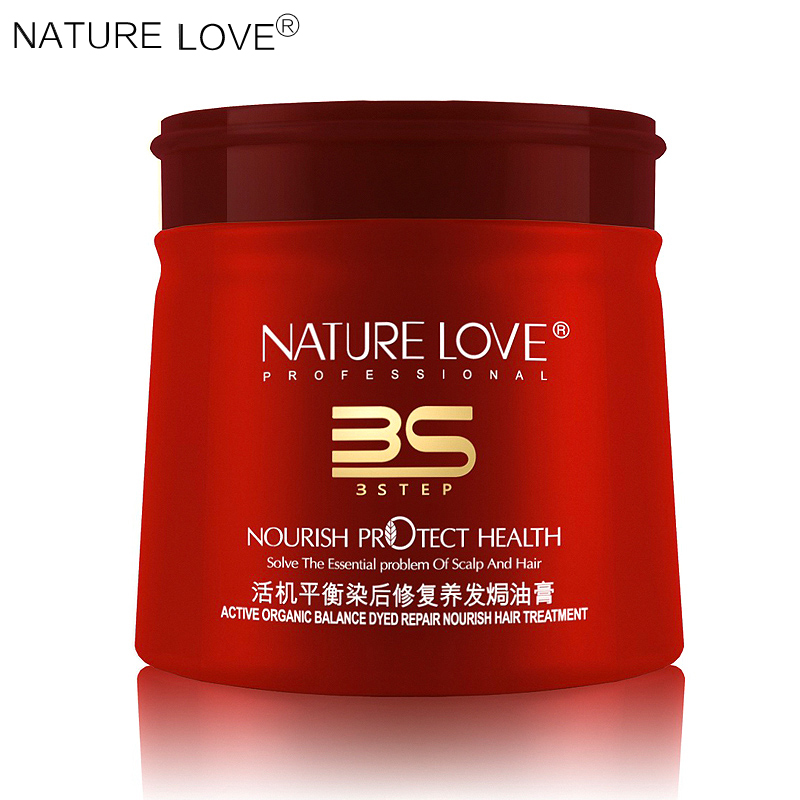 NATURE LOVE®
NATURE LOVE®
PROFESSIONAL
3S
3STEP
NOURISH PROTECT HEALTH
Solve The Essential problem Of Scalp And Hair
活机平衡染后修复养发焗油膏
ACTIVE ORGANIC BALANCE DYED REPAIR NOURISH HAIR TREATMENT